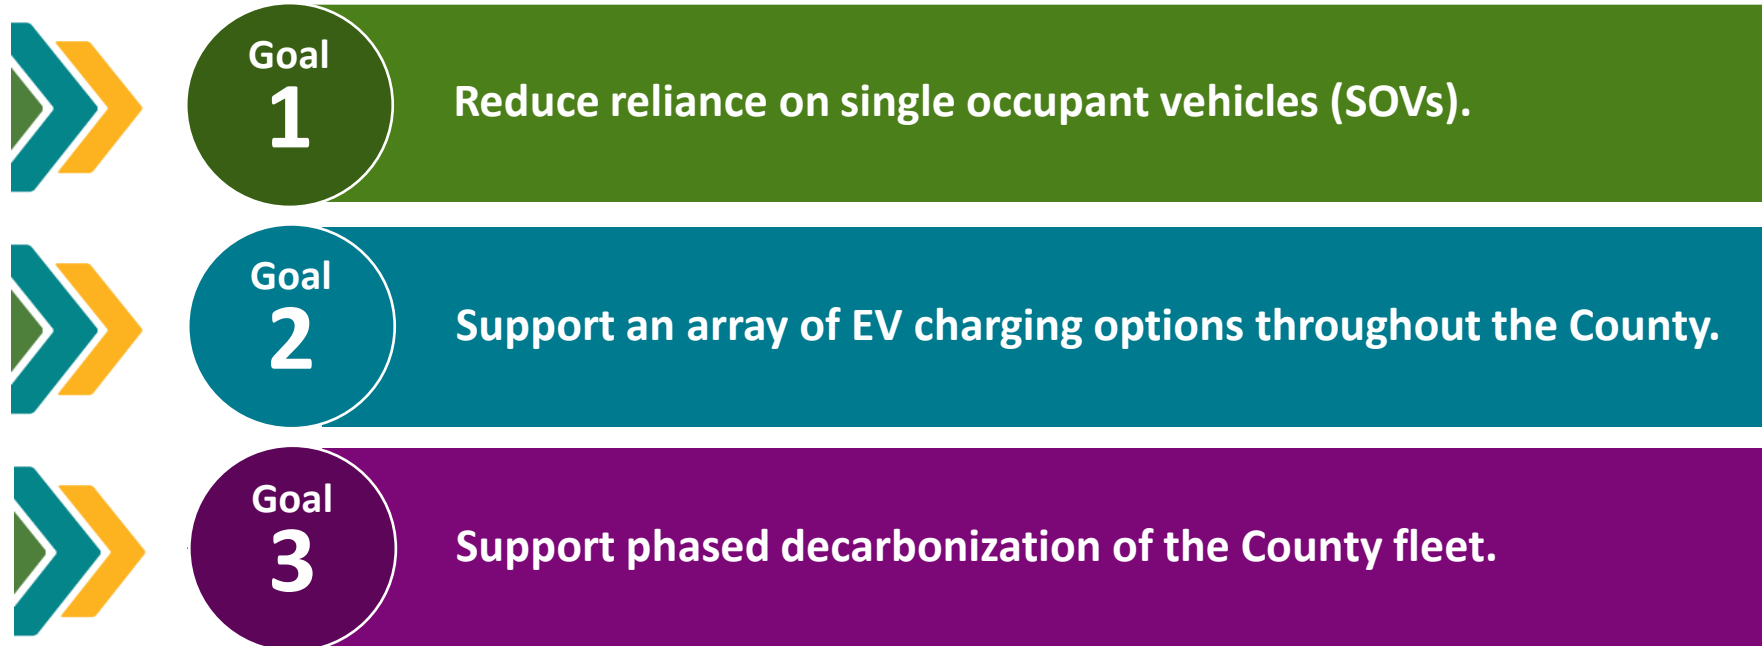 Goal
1
Reduce reliance on single occupant vehicles (SOVs).
Goal
2
Support an array of EV charging options throughout the County.
Goal
3
Support phased decarbonization of the County fleet.